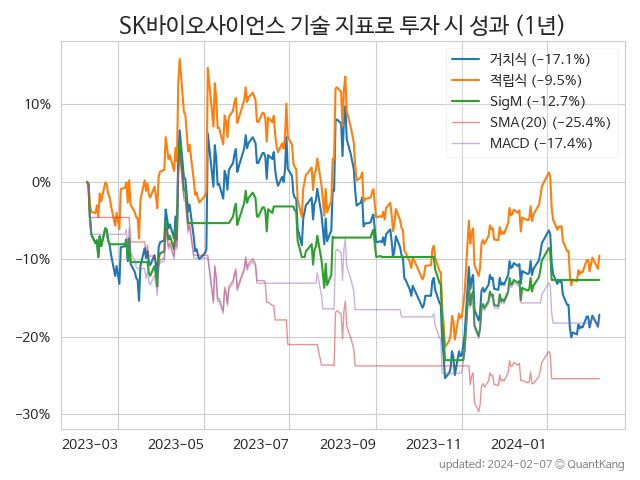 SK바이오사이언스 기술 지표로 투자 시 성과 (1년)
거치식 (−17.1%)
적립식 (−9.5%)
SigM (−12.7%)
SMA(20) (−25.4%)
MACD (−17.4%)
10%
0%
−10%
−20%
−30%
2023-03 2023-05 2023-07 2023-09 2023-11 2024-01
updated: 2024-02-07 © QuantKang